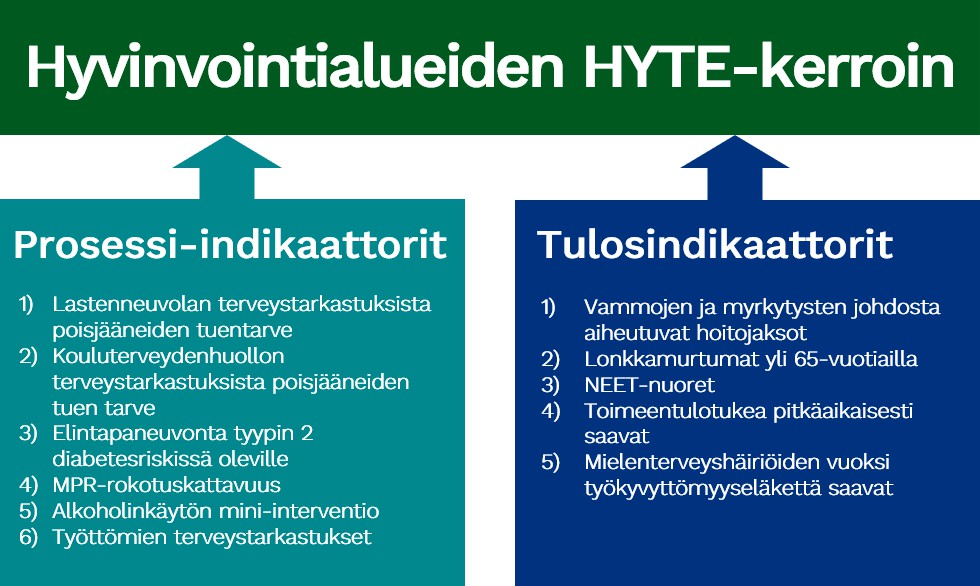 Hyvinvointialueiden HYTE-kerroin
Prosessi-indikaattorit
1) Lastenneuvolan terveystarkastuksista
poisjääneiden tuentarve
2) Kouluterveydenhuollon
terveystarkastuksista poisjääneiden
tuen tarve
3) Elintapaneuvonta tyypin 2
diabetesriskissä oleville
4) MPR-rokotuskattavuus
5) Alkoholinkäytön mini-interventio
6) Työttömien terveystarkastukset
Tulosindikaattorit
1) Vammojen ja myrkytysten johdosta
aiheutuvat hoitojaksot
2) Lonkkamurtumat yli 65-vuotiailla
3) NEET-nuoret
4) Toimeentulotukea pitkäaikaisesti
saavat
5) Mielenterveyshäiriöiden vuoksi
työkyvyttömyyseläkettä saavat